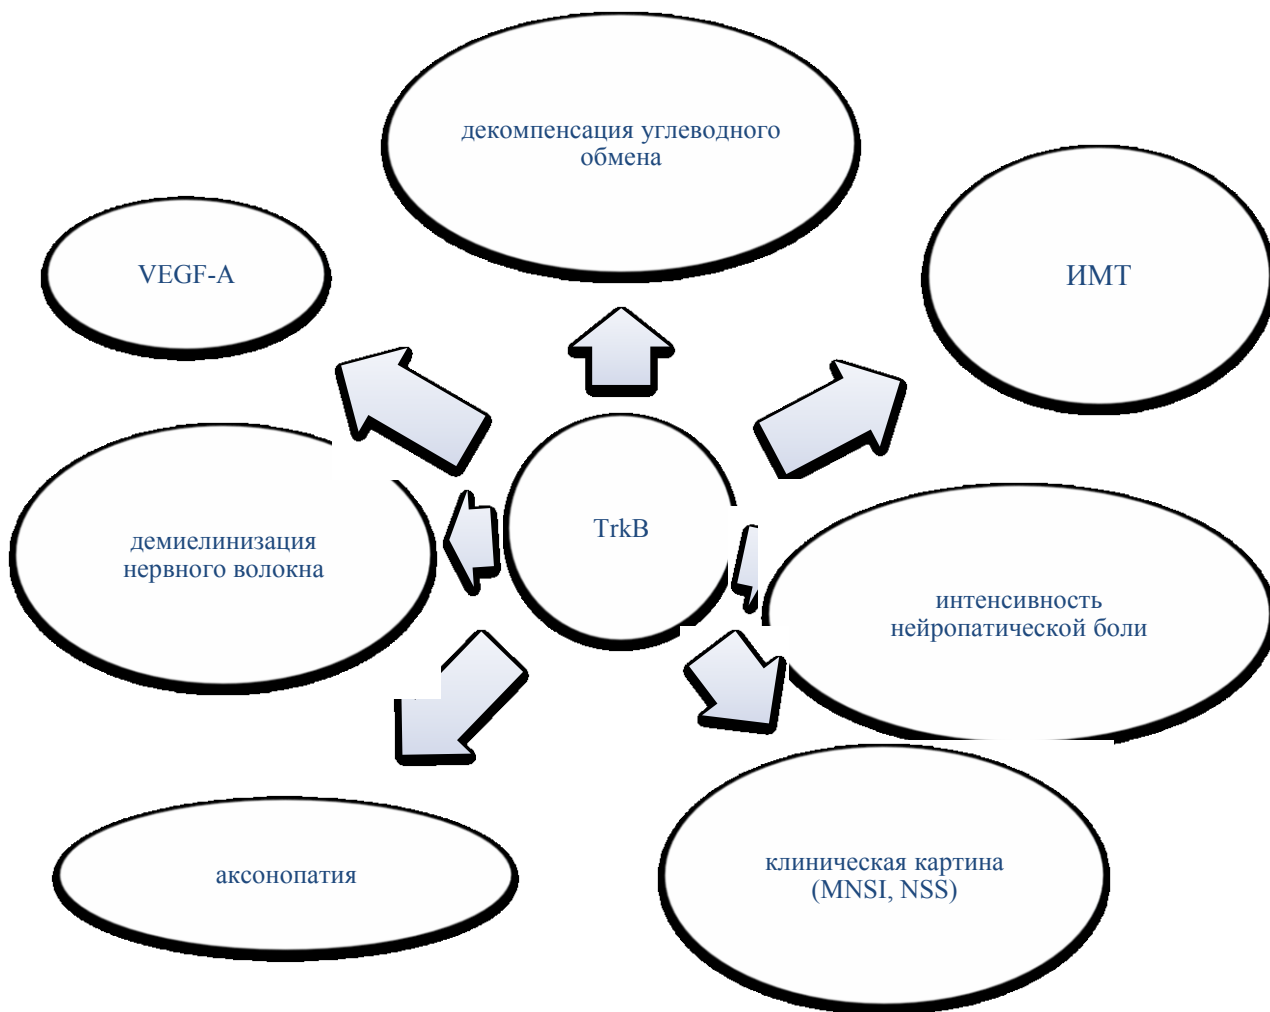 декомпенсация углеводного
обмена
VEGF-A
ИМТ
TrkB
демиелинизация
нервного волокна
интенсивность
нейропатической боли
аксонопатия
клиническая картина
(MNSI, NSS)